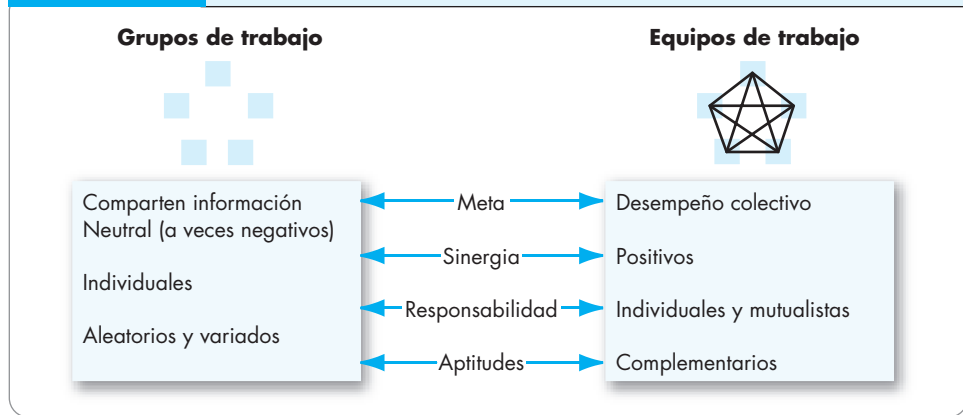 Grupos de trabajo
Equipos de trabajo
Comparten información
Neutral (a veces negativos)
Individuales
Aleatorios y variados
Meta
Sinergia
Responsabilidad
Aptitudes
Desempeño colectivo
Positivos
Individuales y mutualistas
Complementarios